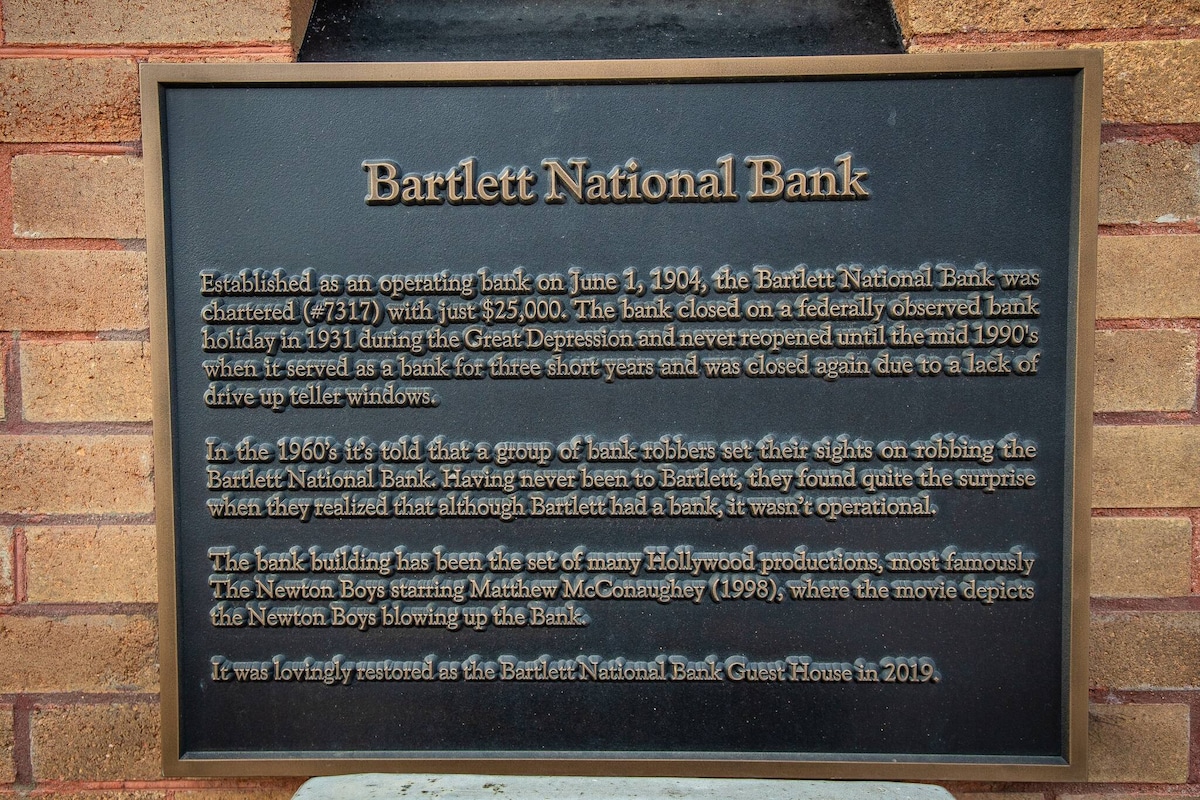 Bartlett National Bank
Established as an operating bank on June 1, 1904, the Bartlett National Bank was
chartered (#7317) with just $25,000. The bank closed on a federally observed bank
holiday in 1931 during the Great Depression and never reopened until the mid 1990's
when it served as a bank for three short years and was closed again due to a lack of
drive up teller windows.
In the 1960's it's told that a group of bank robbers set their sights on robbing the
Bartlett National Bank. Having never been to Bartlett, they found quite the surprise
when they realized that although Bartlett had a bank, it wasn't operational.
The bank building has been the set of many Hollywood productions, most famously
The Newton Boys starring Matthew McConaughey (1998), where the movie depicts
the Newton Boys blowing up the Bank.
It was lovingly restored as the Bartlett National Bank Guest House in 2019.